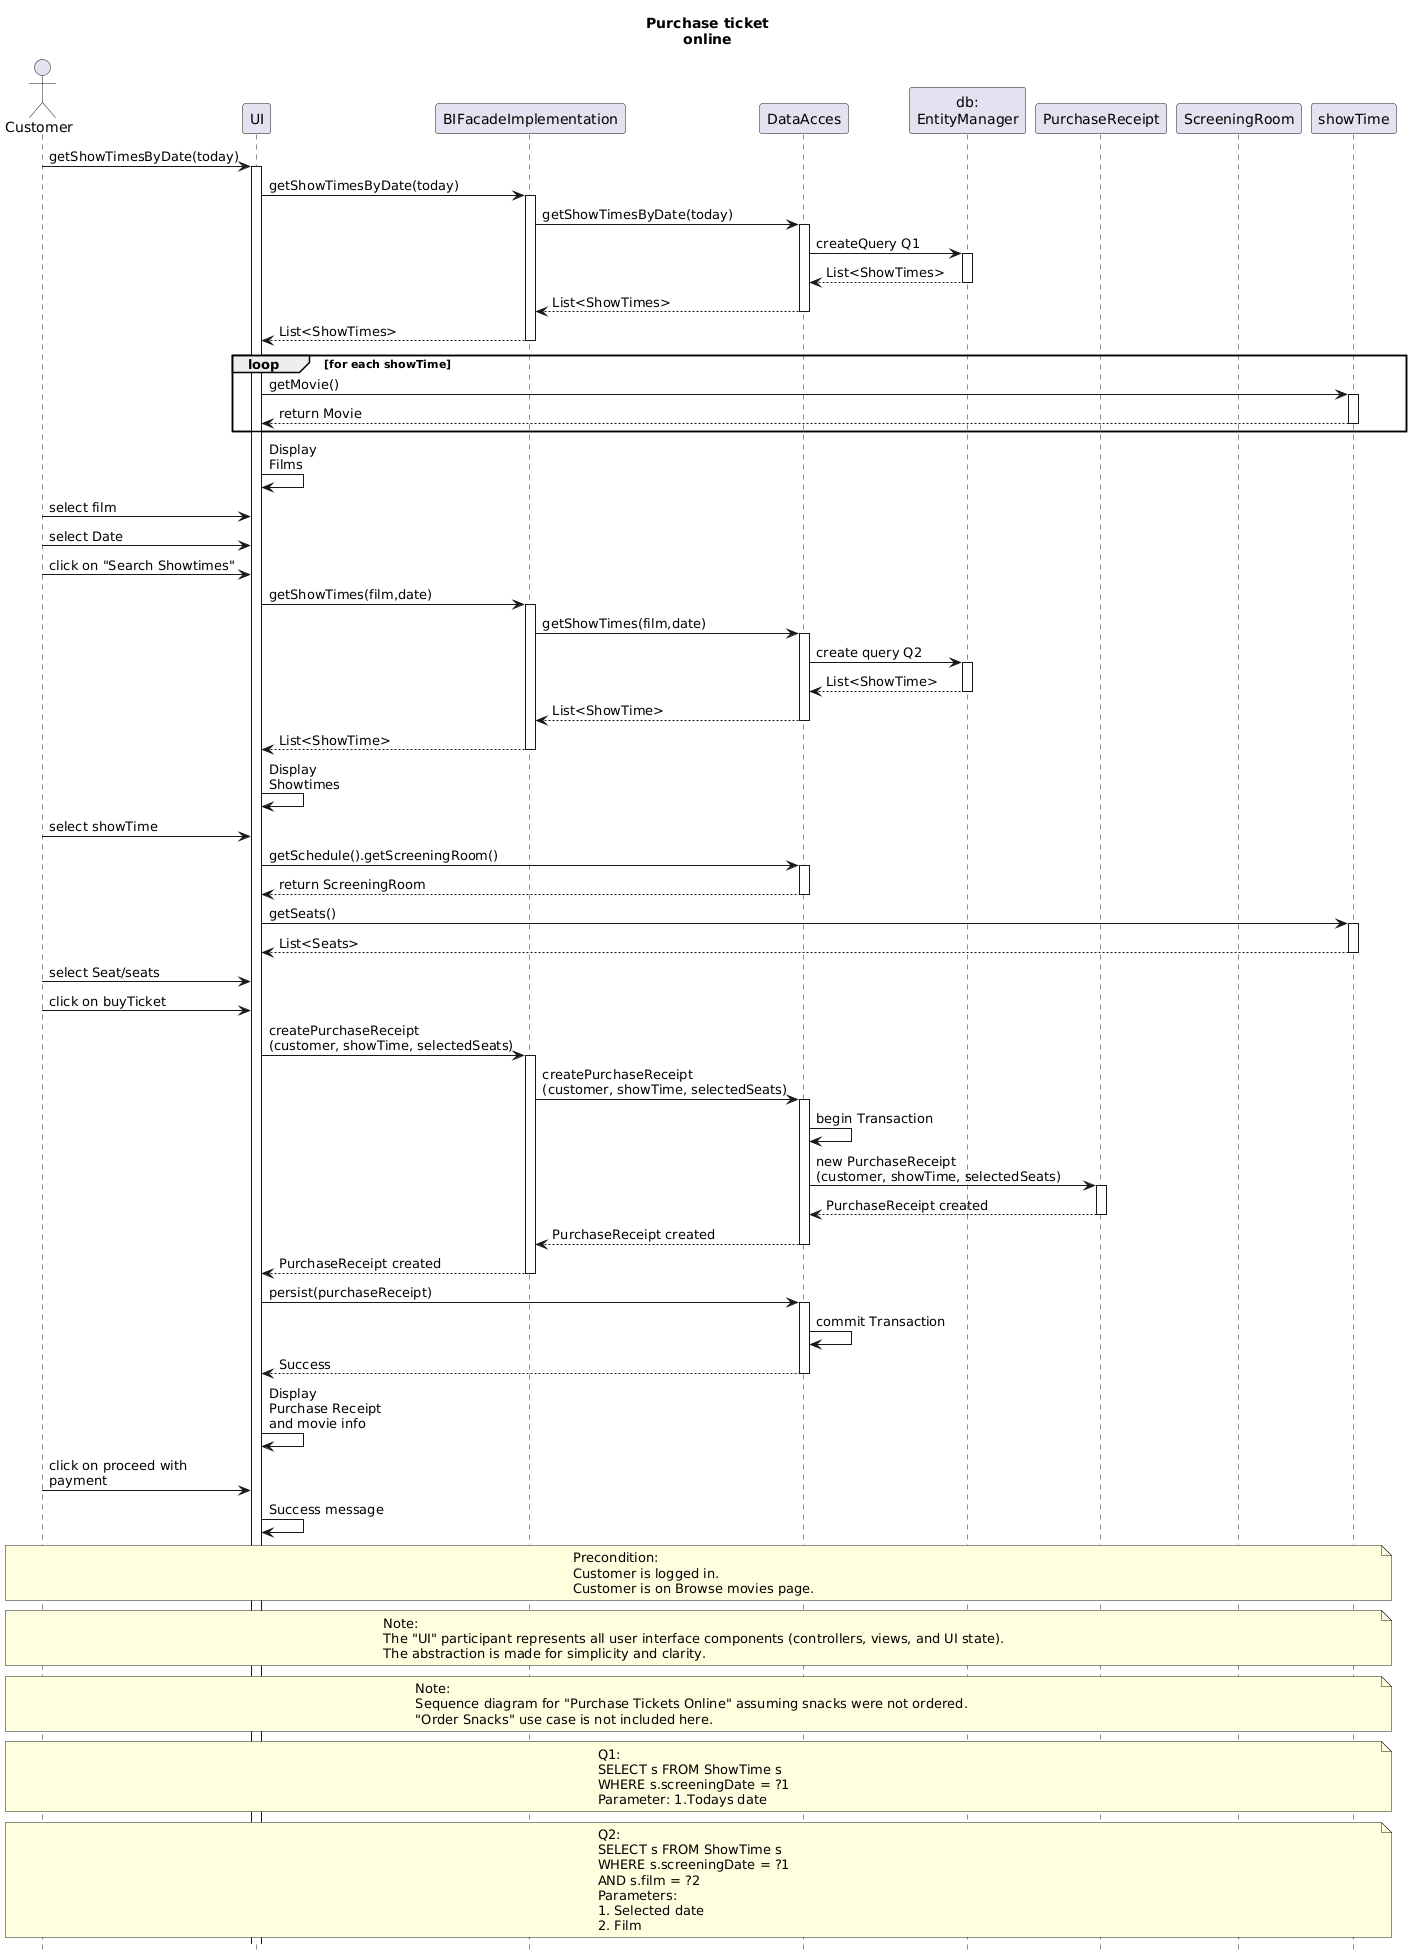 Purchase ticket
online
Customer
UI
BIFacadeImplementation
DataAcces
db:
EntityManager
PurchaseReceipt
ScreeningRoom
showTime
getShowTimesByDate(today)
getShowTimesByDate(today)
getShowTimesByDate(today)
createQuery Q1
List<ShowTimes>
List<ShowTimes>
List<ShowTimes>
loop [for each showTime]
getMovie()
return Movie
Display
Films
select film
select Date
click on "Search Showtimes"
getShowTimes(film,date)
getShowTimes(film,date)
create query Q2
List<ShowTime>
List<ShowTime>
List<ShowTime>
Display
Showtimes
select showTime
getSchedule().getScreeningRoom()
return ScreeningRoom
getSeats()
List<Seats>
select Seat/seats
click on buyTicket
createPurchaseReceipt
(customer, showTime, selectedSeats)
createPurchaseReceipt
(customer, showTime, selectedSeats)
begin Transaction
new PurchaseReceipt
(customer, showTime, selectedSeats)
PurchaseReceipt created
PurchaseReceipt created
PurchaseReceipt created
persist(purchaseReceipt)
commit Transaction
Success
Display
Purchase Receipt
and movie info
click on proceed with
payment
Success message
Precondition:
Customer is logged in.
Customer is on Browse movies page.
Note:
The "UI" participant represents all user interface components (controllers, views, and UI state).
The abstraction is made for simplicity and clarity.
Note:
Sequence diagram for "Purchase Tickets Online" assuming snacks were not ordered.
"Order Snacks" use case is not included here.
Q1:
SELECT s FROM ShowTime s
WHERE s.screeningDate = ?1
Parameter: 1.Todays date
Q2:
SELECT s FROM ShowTime s
WHERE s.screeningDate = ?1
AND s.film = ?2
Parameters:
1. Selected date
2. Film